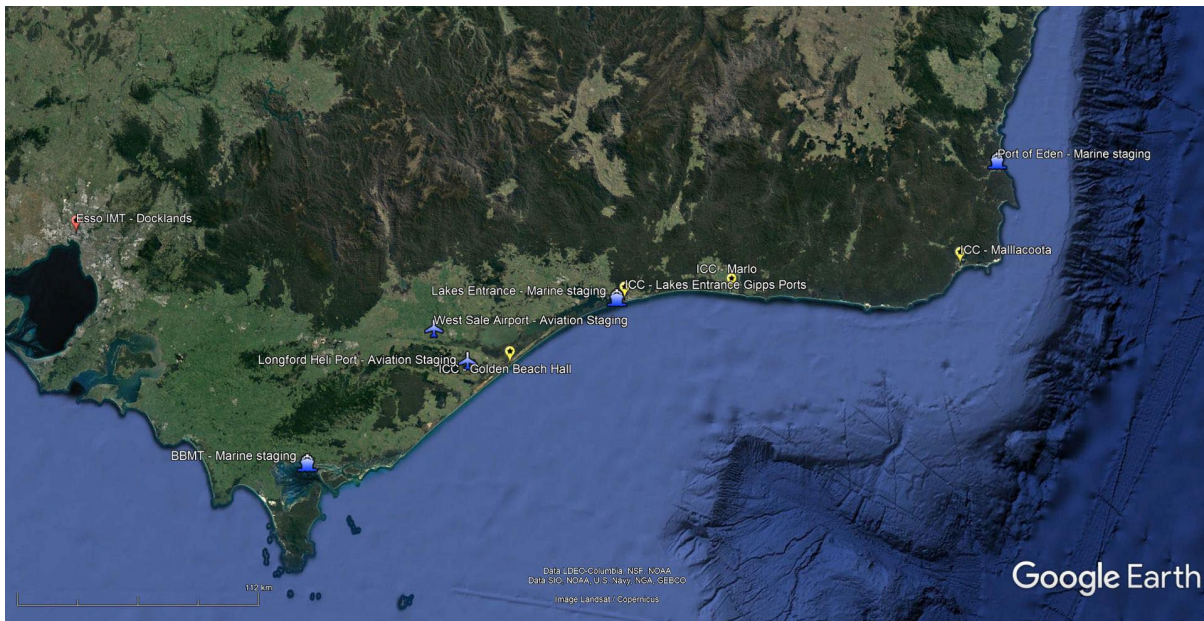 Port of Eden - Marine staging
Esso IMT - Docklands
ICC - Malllacoota
ICC - Marlo
ICC - Lakes Entrance Gipps Ports
Lakes Entrance - Marine staging
West Sale Airport - Aviation Staging
Longford Heli Port - Aviation Staging
ICC - Golden Beach Hall
BBMT - Marine staging
Data LDEO-Columbia, NSF, NOAA
Data SIO, NOAA, U.S. Navy, NGA, GEBCO
Image Landsat / Copernicus
112 km
Google Earth